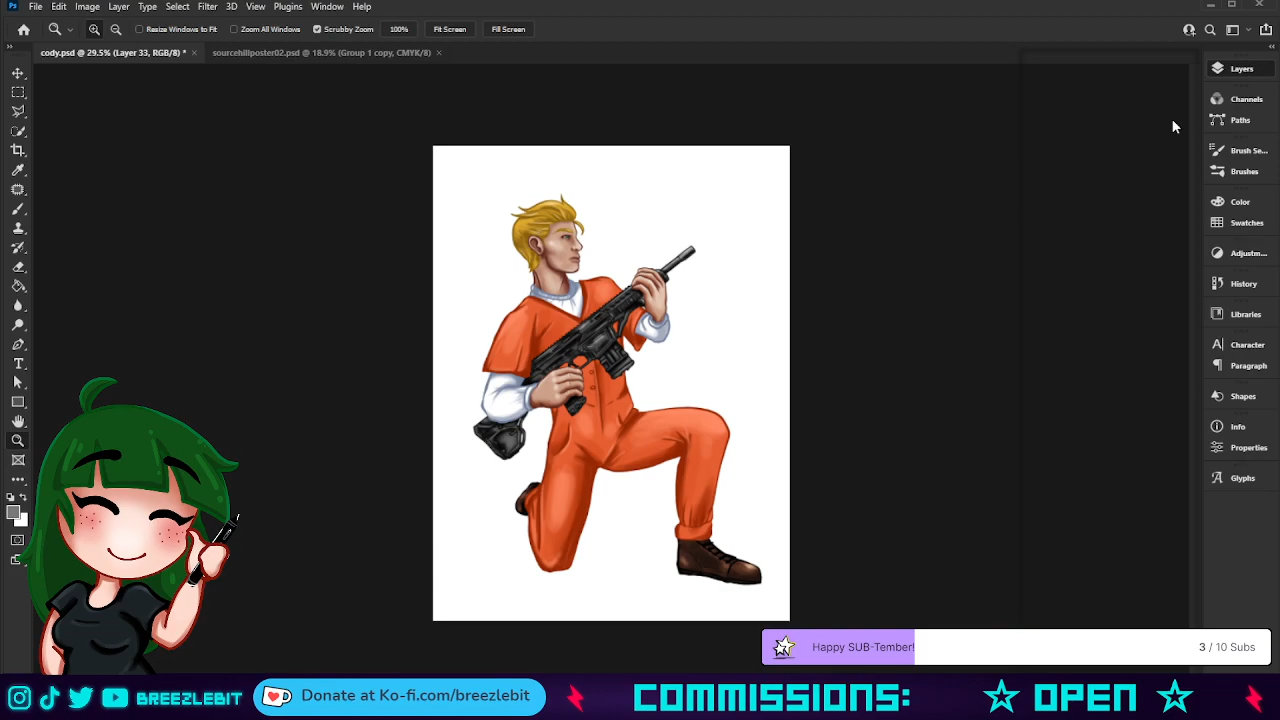 Ps File Edit Image Layer Type Select Filter 3D View Plugins Window Help
Resize Windows to Fit Zoom All Windows Scrubby Zoom 100% Fit Screen Fill Screen
cody.psd @ 29.5% (Layer 33, RGB/8) * × sourcehillposter02.psd @ 18.9% (Group 1 copy, CMYK/8) ×
Layers
Channels
Paths
Brush Se...
Brushes
Color
Swatches
Adjustm...
History
Libraries
Character
Paragraph
Shapes
Info
Properties
Glyphs
Happy SUB-Tember! 3 / 10 Subs
BREEZLEBIT Donate at Ko-fi.com/breezlebit COMMISSIONS: OPEN